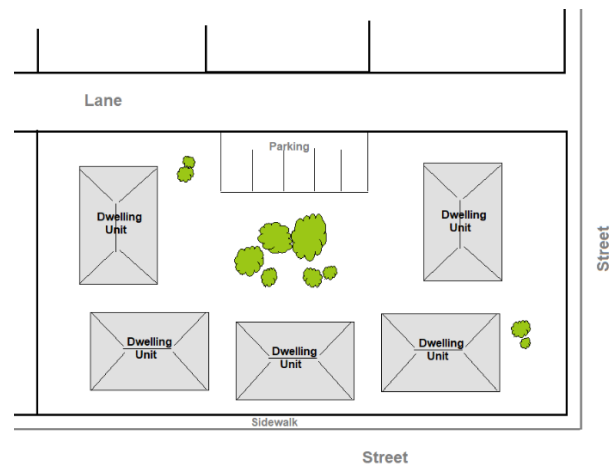 Lane
Parking
Dwelling
Unit
Dwelling
Unit
Street
Dwelling
Unit
Dwelling
Unit
Dwelling
Unit
Sidewalk
Street